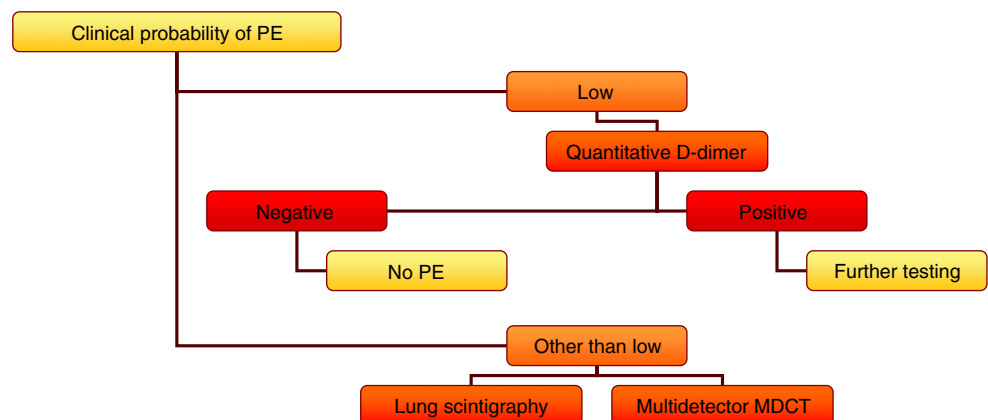 Clinical probability of PE
Low
Quantitative D-dimer
Negative
Positive
No PE
Further testing
Other than low
Lung scintigraphy
Multidetector MDCT